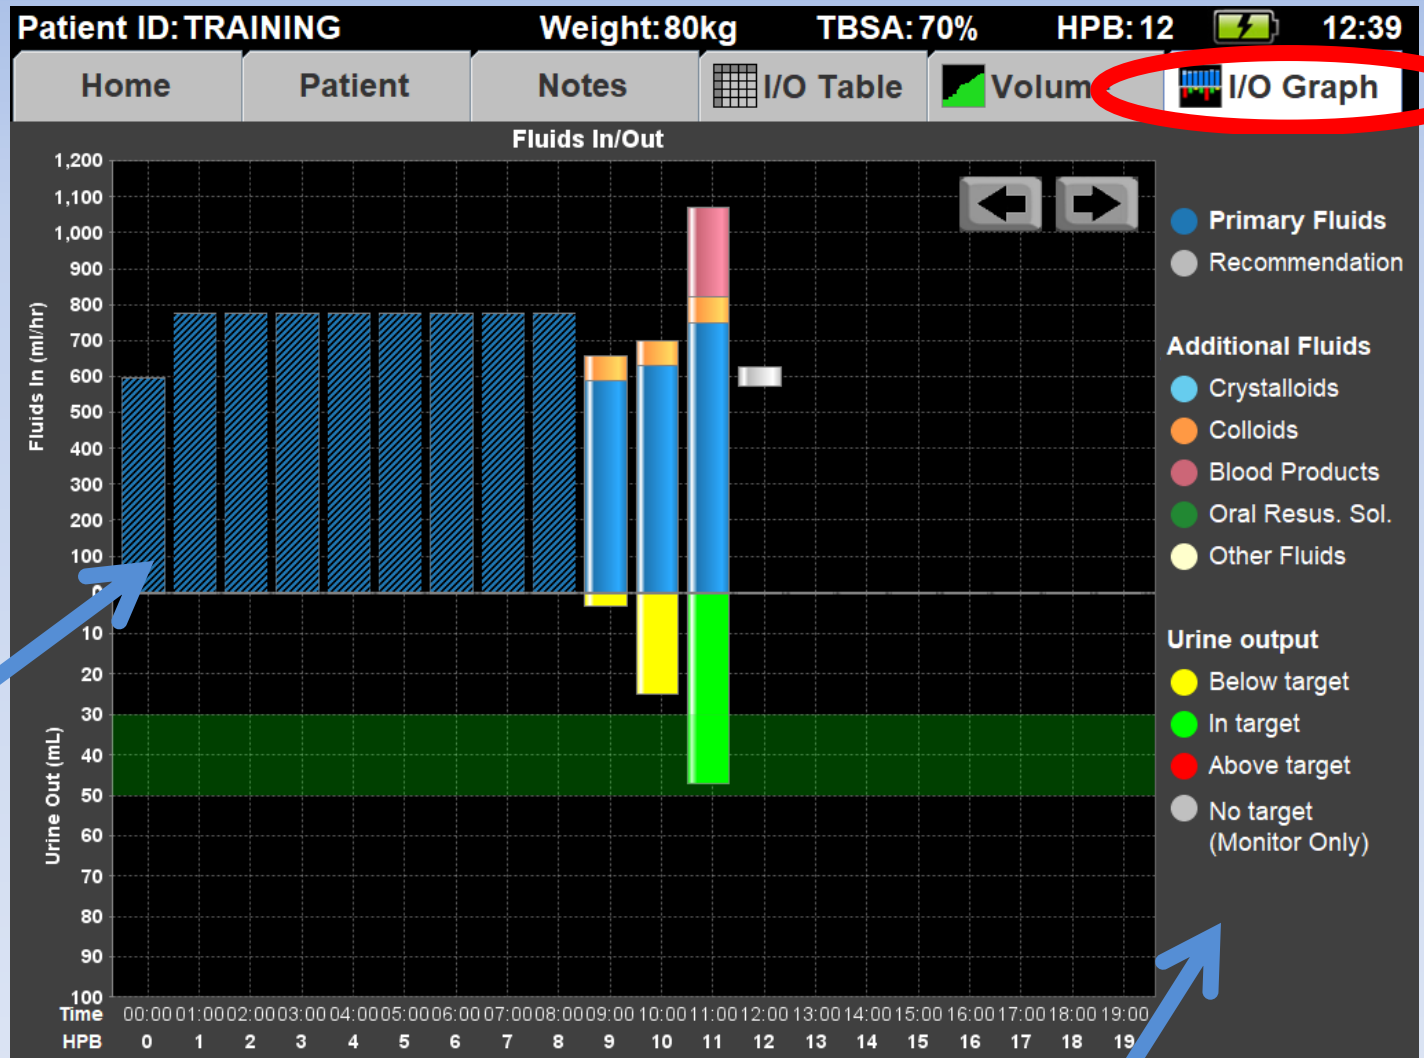 Patient ID: TRAINING Weight: 80kg TBSA: 70% HPB: 12 12:39
Home Patient Notes I/O Table Volum I/O Graph
Fluids In/Out
1,200
1,100
1,000
900
800
700
600
500
400
300
200
100
0
10
20
30
40
50
60
70
80
90
100
Fluids In (ml/hr)
Urine Out (mL)
Time 00:00 01:00 02:00 03:00 04:00 05:00 06:00 07:00 08:00 09:00 10:00 11:00 12:00 13:00 14:00 15:00 16:00 17:00 18:00 19:00
HPB 0 1 2 3 4 5 6 7 8 9 10 11 12 13 14 15 16 17 18 19
Primary Fluids
Recommendation
Additional Fluids
Crystalloids
Colloids
Blood Products
Oral Resus. Sol.
Other Fluids
Urine output
Below target
In target
Above target
No target
(Monitor Only)